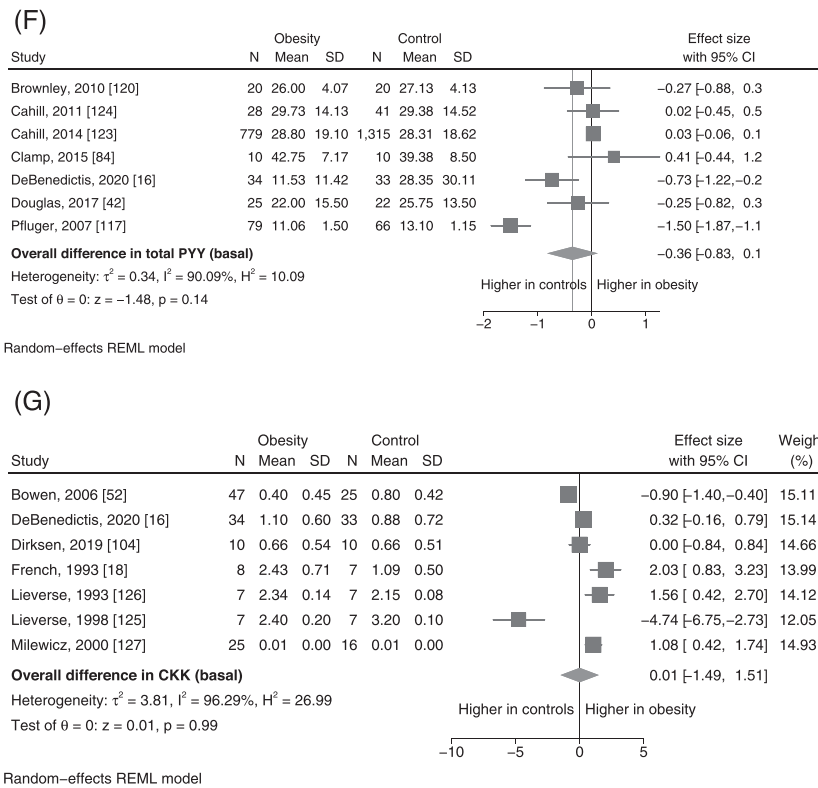 (F)
Obesity Control Effect size
Study N Mean SD N Mean SD with 95% CI
Brownley, 2010 [120] 20 26.00 4.07 20 27.13 4.13 −0.27 [−0.88, 0.3
Cahill, 2011 [124] 28 29.73 14.13 41 29.38 14.52 0.02 [−0.45, 0.5
Cahill, 2014 [123] 779 28.80 19.10 1,315 28.31 18.62 0.03 [−0.06, 0.1
Clamp, 2015 [84] 10 42.75 7.17 10 39.38 8.50 0.41 [−0.44, 1.2
DeBenedictis, 2020 [16] 34 11.53 11.42 33 28.35 30.11 −0.73 [−1.22,−0.2
Douglas, 2017 [42] 25 22.00 15.50 22 25.75 13.50 −0.25 [−0.82, 0.3
Pfluger, 2007 [117] 79 11.06 1.50 66 13.10 1.15 −1.50 [−1.87,−1.1
Overall difference in total PYY (basal) −0.36 [−0.83, 0.1
Heterogeneity: τ² = 0.34, I² = 90.09%, H² = 10.09
Higher in controls Higher in obesity
Test of θ = 0: z = −1.48, p = 0.14
−2 −1 0 1
Random−effects REML model
(G)
Obesity Control Effect size Weigh
Study N Mean SD N Mean SD with 95% CI (%)
Bowen, 2006 [52] 47 0.40 0.45 25 0.80 0.42 −0.90 [−1.40,−0.40] 15.11
DeBenedictis, 2020 [16] 34 1.10 0.60 33 0.88 0.72 0.32 [−0.16, 0.79] 15.14
Dirksen, 2019 [104] 10 0.66 0.54 10 0.66 0.51 0.00 [−0.84, 0.84] 14.66
French, 1993 [18] 8 2.43 0.71 7 1.09 0.50 2.03 [ 0.83, 3.23] 13.99
Lieverse, 1993 [126] 7 2.34 0.14 7 2.15 0.08 1.56 [ 0.42, 2.70] 14.12
Lieverse, 1998 [125] 7 2.40 0.20 7 3.20 0.10 −4.74 [−6.75,−2.73] 12.05
Milewicz, 2000 [127] 25 0.01 0.00 16 0.01 0.00 1.08 [ 0.42, 1.74] 14.93
Overall difference in CKK (basal) 0.01 [−1.49, 1.51]
Heterogeneity: τ² = 3.81, I² = 96.29%, H² = 26.99
Higher in controls Higher in obesity
Test of θ = 0: z = 0.01, p = 0.99
−10 −5 0 5
Random−effects REML model